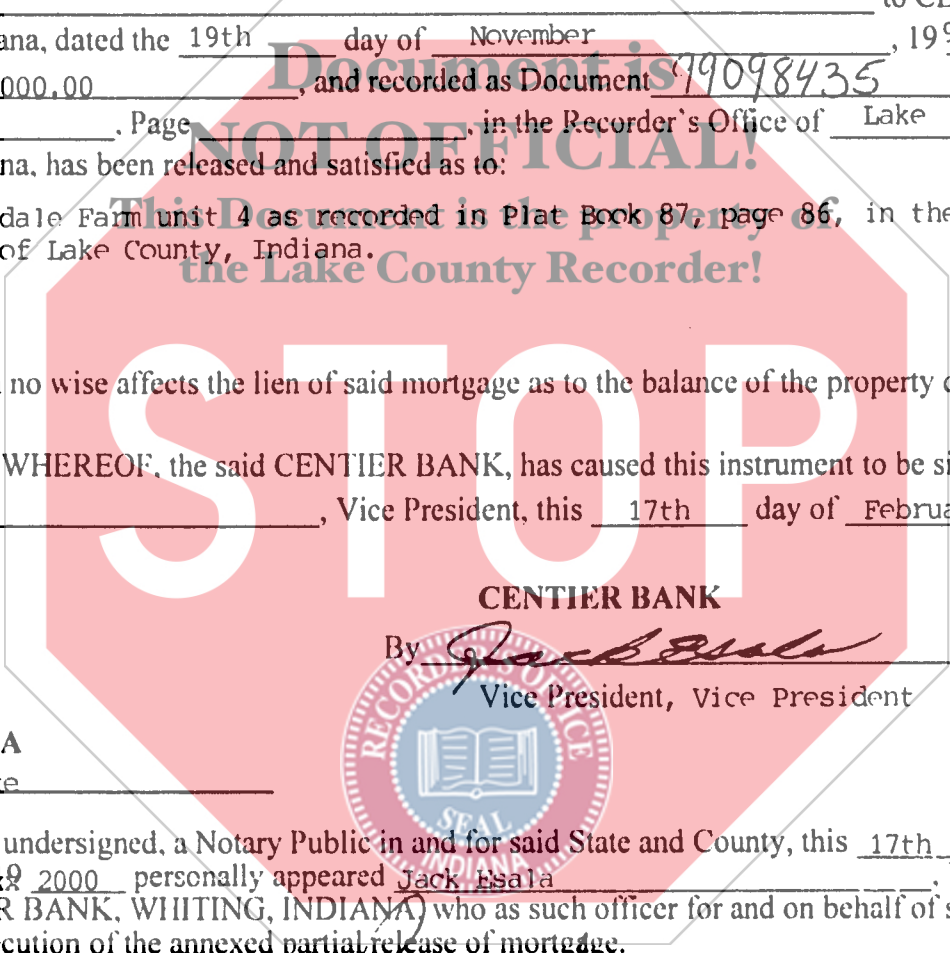 ana, dated the 19th day of November, 199
000.00, and recorded as Document 99098435
, Page, in the Recorder's Office of Lake
na, has been released and satisfied as to:
dale Farm unit 4 as recorded in Plat Book 87, page 86, in the
of Lake County, Indiana.
Document is
NOT OFFICIAL!
This Document is the property of
the Lake County Recorder!
STOP
no wise affects the lien of said mortgage as to the balance of the property
WHEREOF, the said CENTIER BANK, has caused this instrument to be si
, Vice President, this 17th day of Februa
CENTIER BANK
By Jack Esala
Vice President, Vice President
A
RECORDER'S OFFICE
SEAL
INDIANA
undersigned, a Notary Public in and for said State and County, this 17th
2000 personally appeared Jack Esala,
R BANK, WHITING, INDIANA) who as such officer for and on behalf of s
cution of the annexed partial release of mortgage.